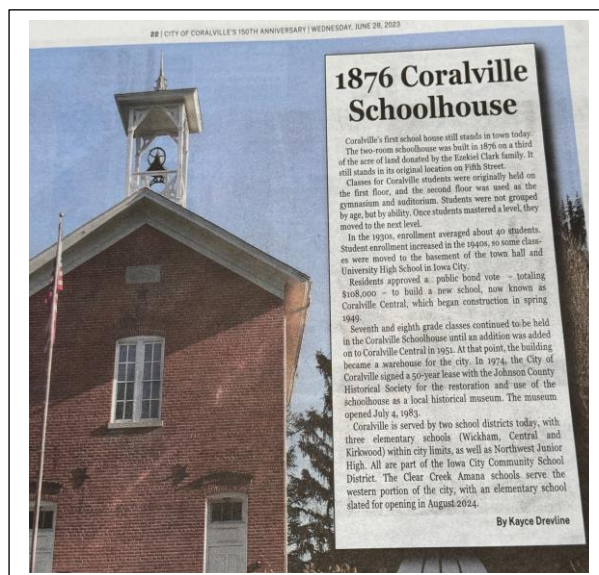 22 | CITY OF CORALVILLE'S 150TH ANNIVERSARY | WEDNESDAY, JUNE 28, 2023
1876 Coralville
Schoolhouse
Coralville's first school house still stands in town today.
The two-room schoolhouse was built in 1876 on a third
of the acre of land donated by the Ezekiel Clark family. It
still stands in its original location on Fifth Street.
Classes for Coralville students were originally held on
the first floor, and the second floor was used as the
gymnasium and auditorium. Students were not grouped
by age, but by ability. Once students mastered a level, they
moved to the next level.
In the 1930s, enrollment averaged about 40 students.
Student enrollment increased in the 1940s, so some class-
es were moved to the basement of the town hall and
University High School in Iowa City.
Residents approved a public bond vote – totaling
$108,000 – to build a new school, now known as
Coralville Central, which began construction in spring
1949.
Seventh and eighth grade classes continued to be held
in the Coralville Schoolhouse until an addition was added
on to Coralville Central in 1951. At that point, the building
became a warehouse for the city. In 1974, the City of
Coralville signed a 50-year lease with the Johnson County
Historical Society for the restoration and use of the
schoolhouse as a local historical museum. The museum
opened July 4, 1983.
Coralville is served by two school districts today, with
three elementary schools (Wickham, Central and
Kirkwood) within city limits, as well as Northwest Junior
High. All are part of the Iowa City Community School
District. The Clear Creek Amana schools serve the
western portion of the city, with an elementary school
slated for opening in August 2024.
By Kayce Drevline